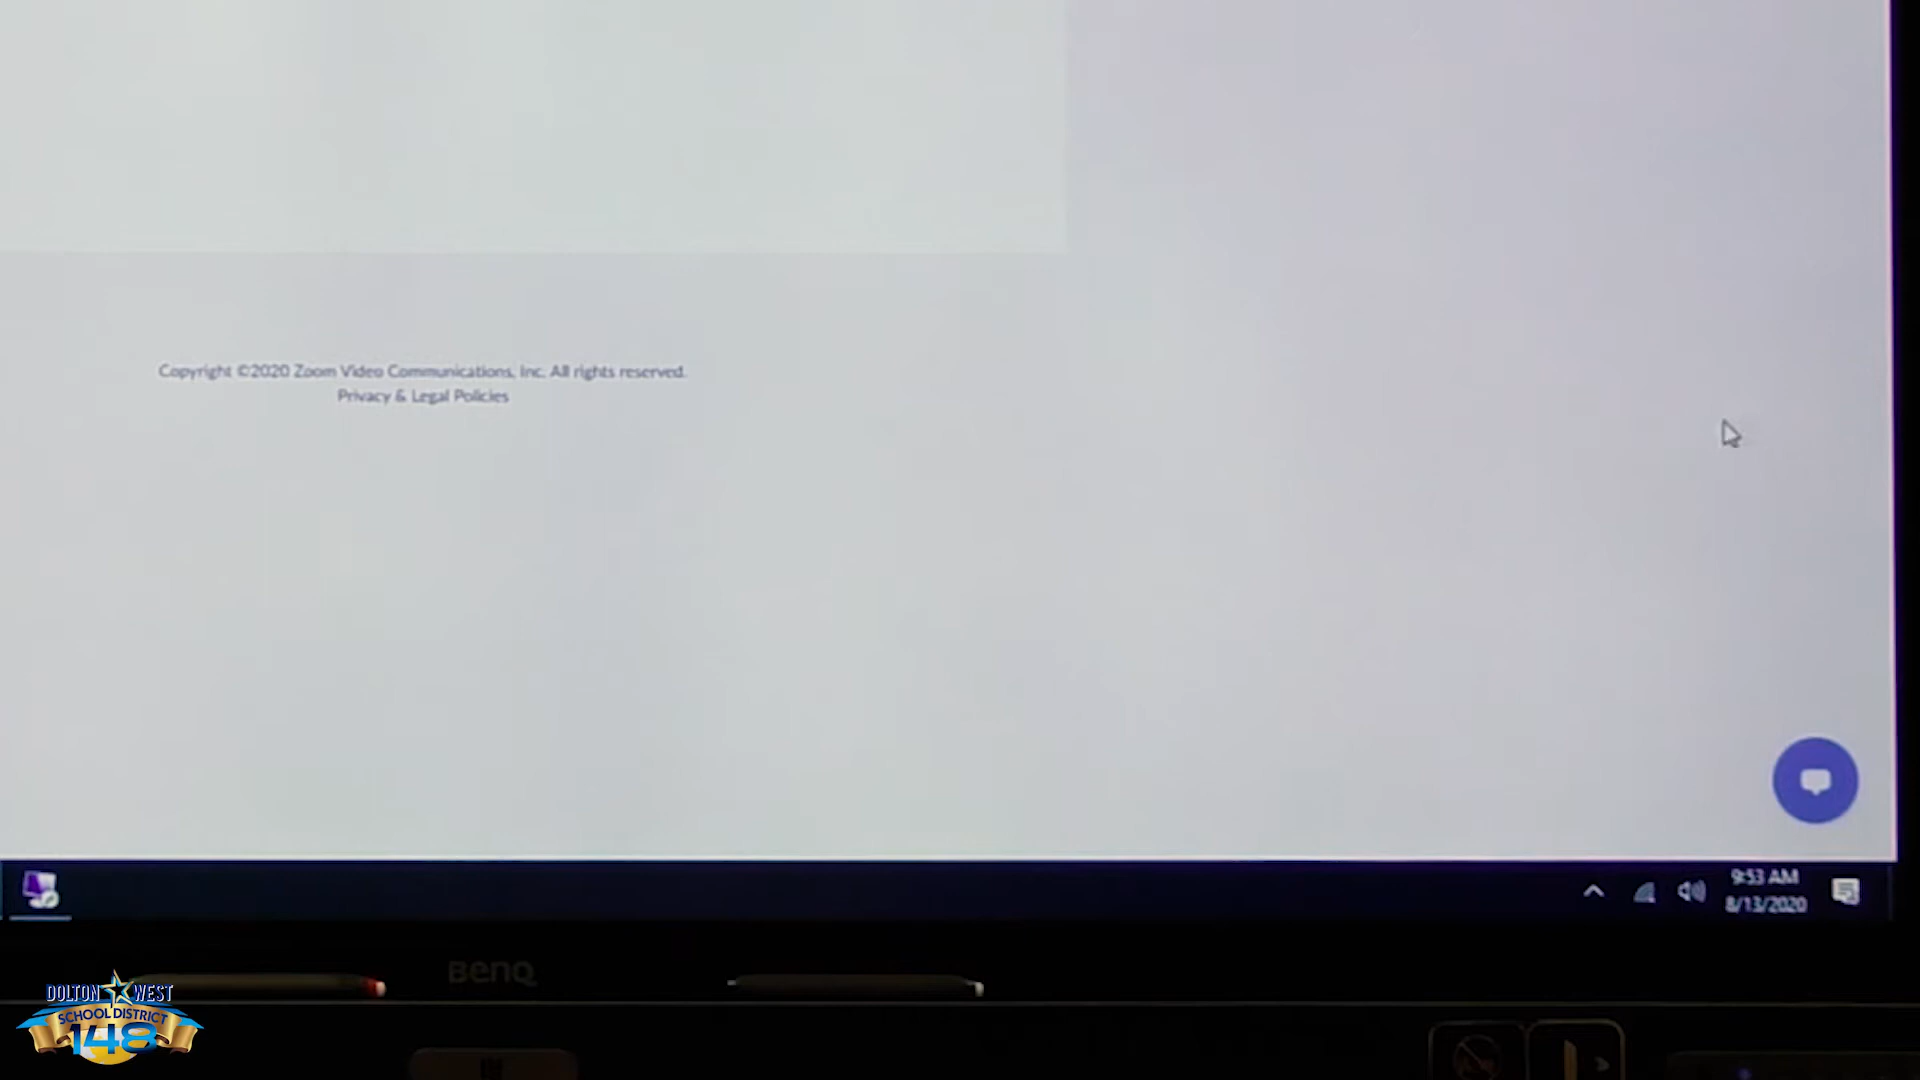 Copyright ©2020 Zoom Video Communications, Inc. All rights reserved.
Privacy & Legal Policies
9:53 AM
8/13/2020
BenQ
DOLTON WEST
SCHOOL DISTRICT
148